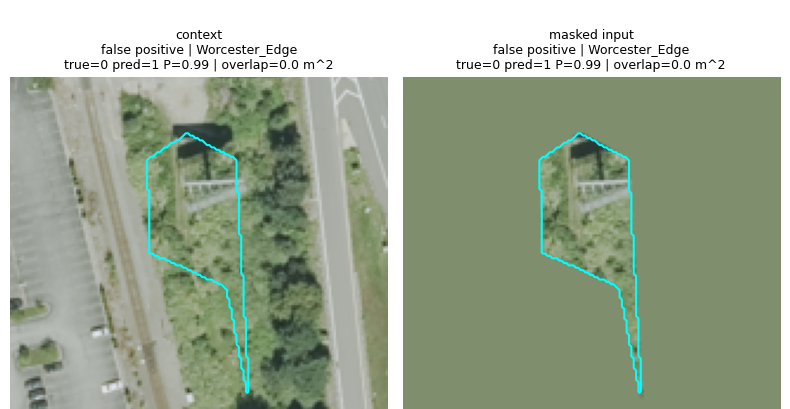 context
false positive | Worcester_Edge
true=0 pred=1 P=0.99 | overlap=0.0 m^2
masked input
false positive | Worcester_Edge
true=0 pred=1 P=0.99 | overlap=0.0 m^2